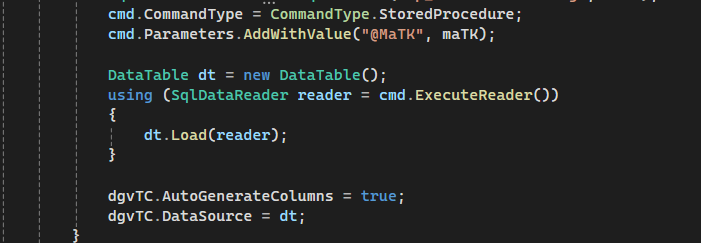 cmd.CommandType = CommandType.StoredProcedure;
cmd.Parameters.AddWithValue("@MaTK", maTK);
DataTable dt = new DataTable();
using (SqlDataReader reader = cmd.ExecuteReader())
{
dt.Load(reader);
}
dgvTC.AutoGenerateColumns = true;
dgvTC.DataSource = dt;
}